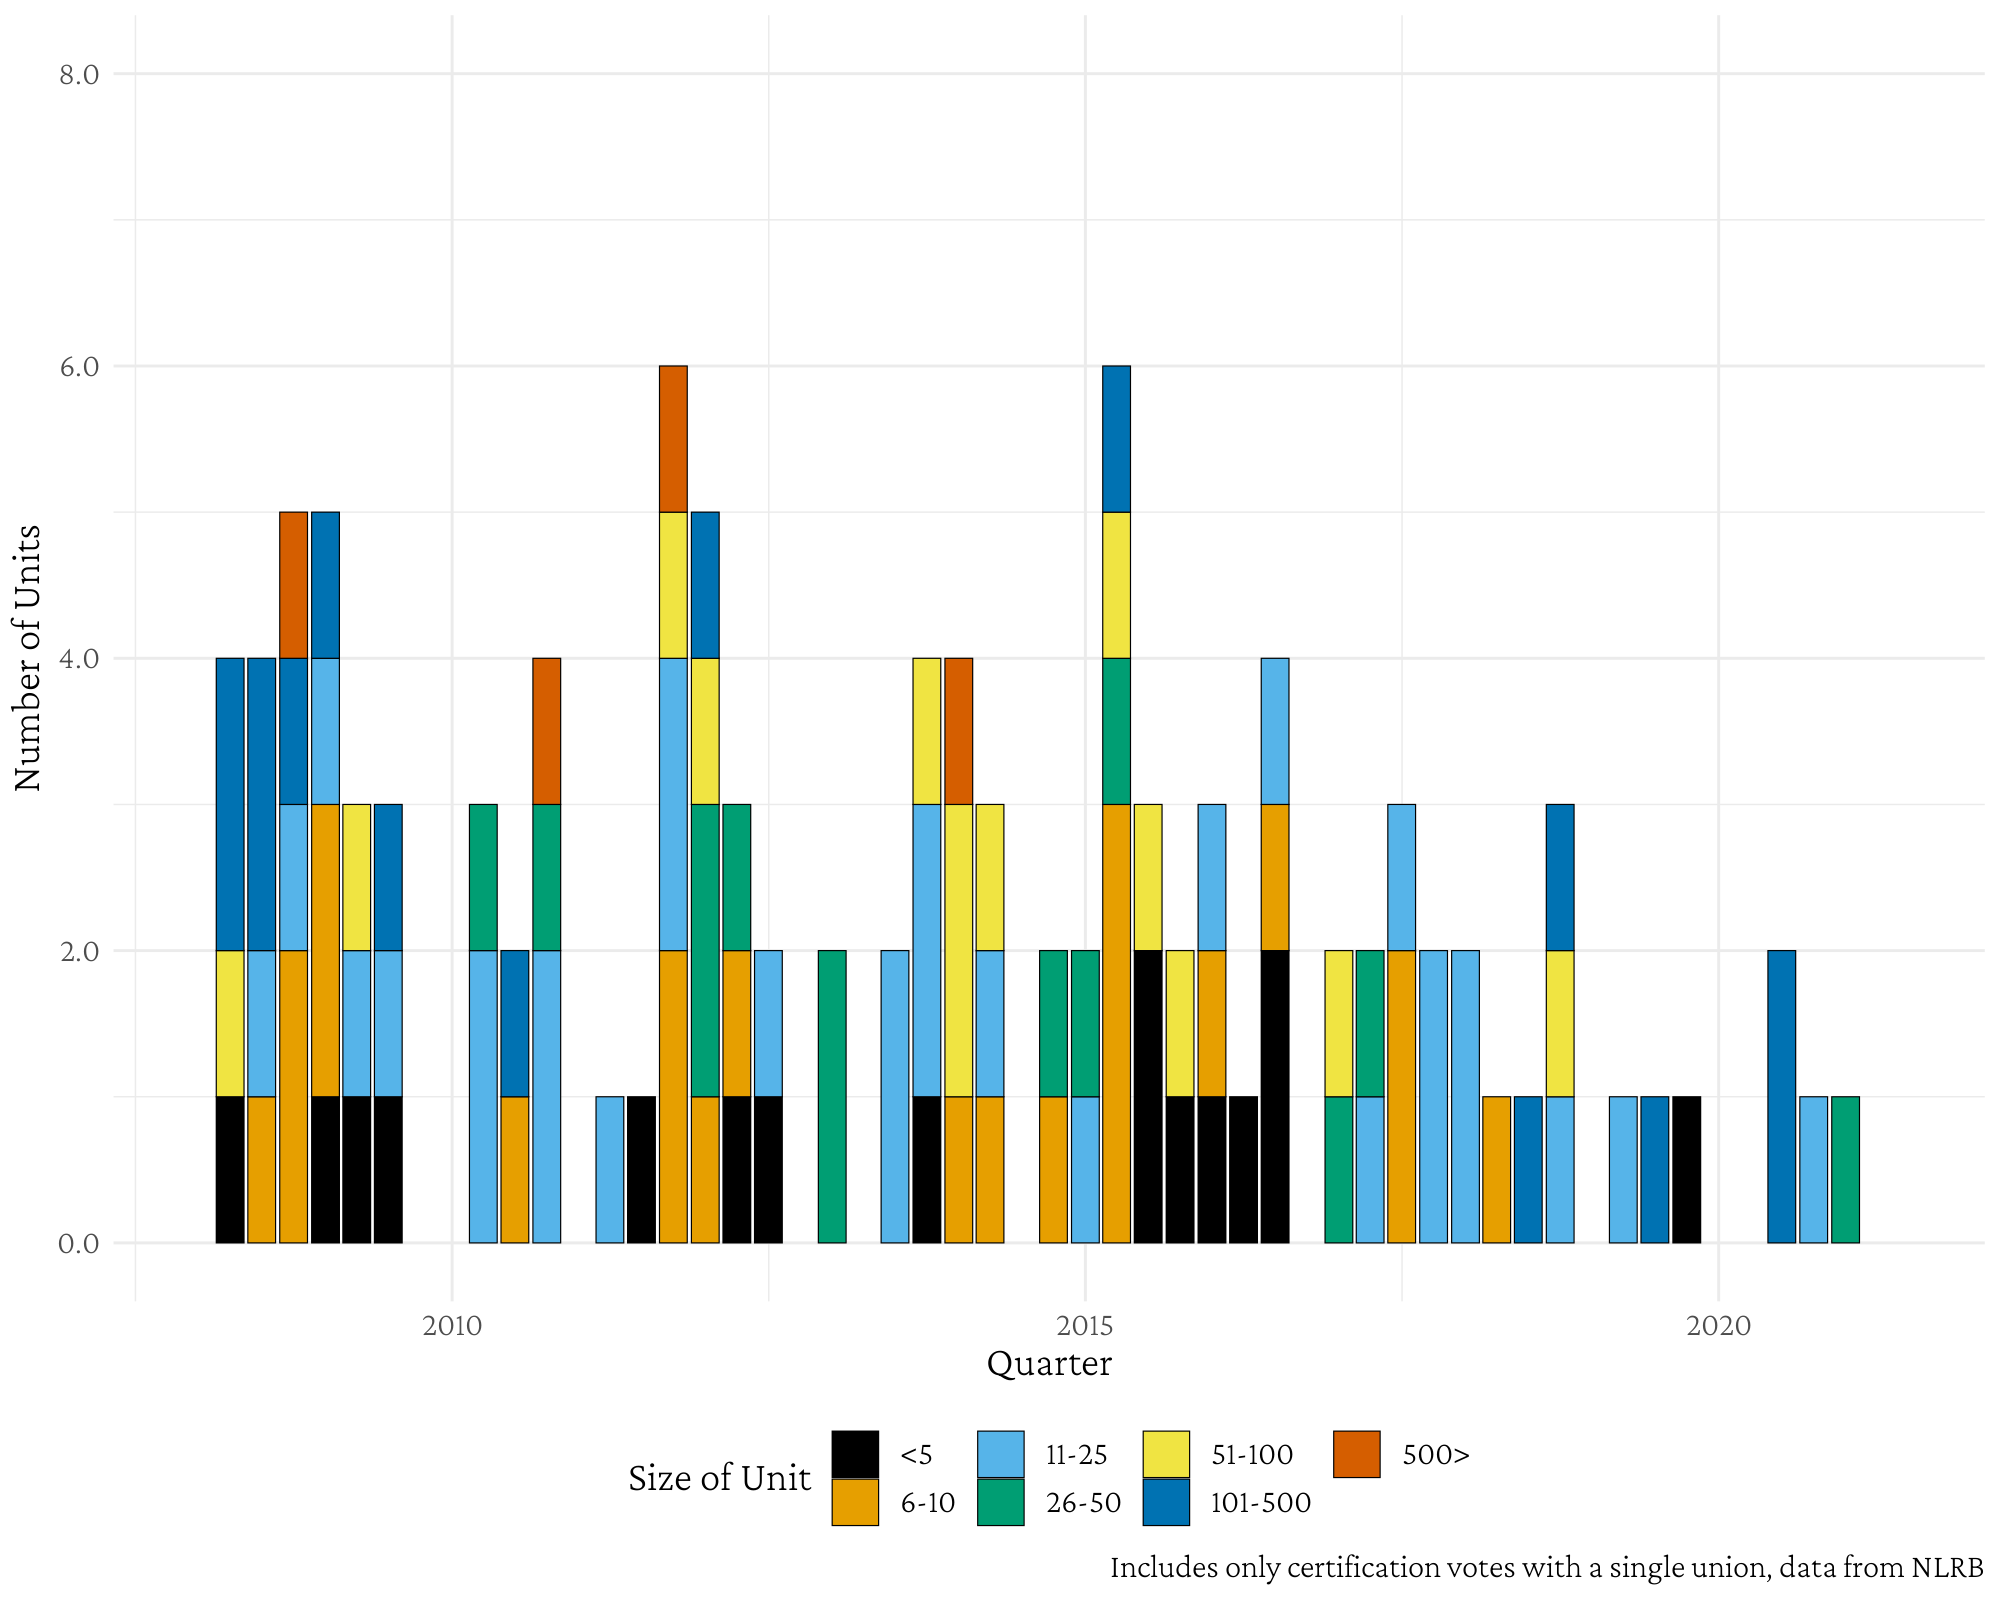 8.0
6.0
4.0
2.0
0.0
Number of Units
2010 2015 2020
Quarter
Size of Unit
<5 11-25 51-100 500>
6-10 26-50 101-500
Includes only certification votes with a single union, data from NLRB